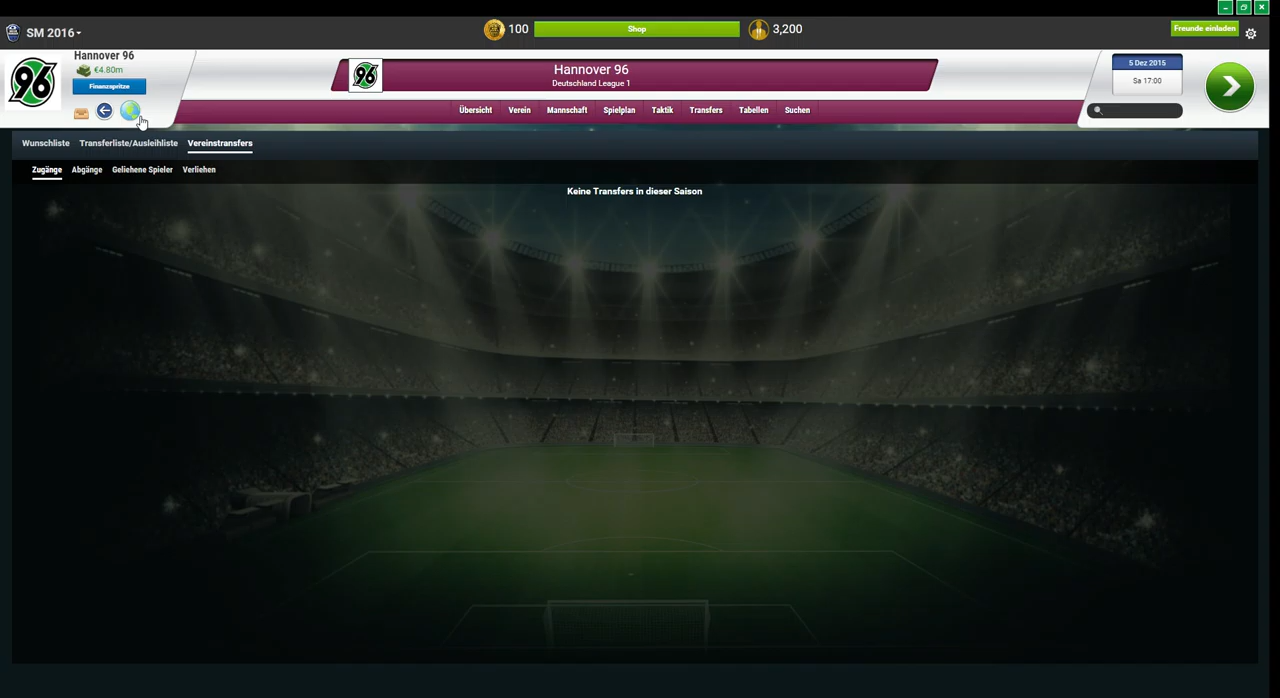 SM 2016
100
Shop
3,200
Freunde einladen
Hannover 96
€4.80m
Finanzspritze
96
96
Hannover 96
Deutschland League 1
5 Dez 2015
Sa 17:00
Übersicht Verein Mannschaft Spielplan Taktik Transfers Tabellen Suchen
Wunschliste Transferliste/Ausleihliste Vereinstransfers
Zugänge Abgänge Geliehene Spieler Verliehen
Keine Transfers in dieser Saison